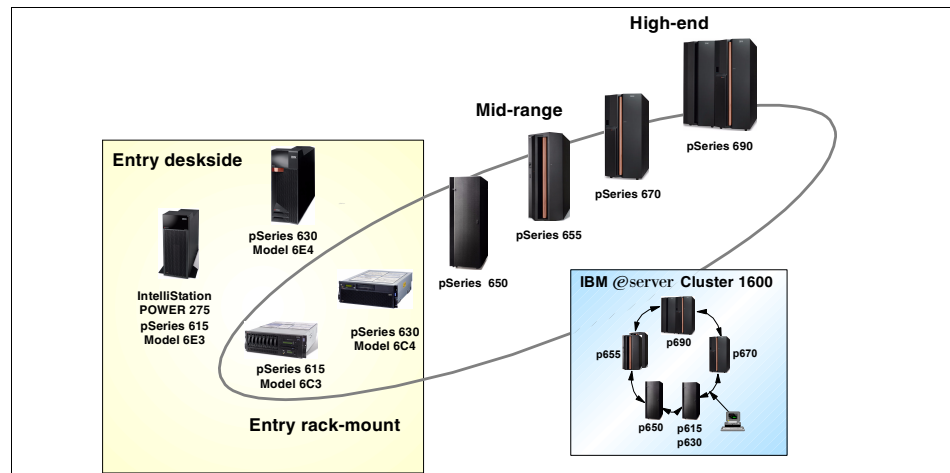 High-end
pSeries 690
Mid-range
pSeries 670
pSeries 655
pSeries  650
Entry deskside
pSeries 630
Model 6E4
IntelliStation
POWER 275
pSeries 615
Model 6E3
pSeries 630
Model 6C4
pSeries 615
Model 6C3
Entry rack-mount
IBM eserver Cluster 1600
p690
p655
p670
p650
p615
p630